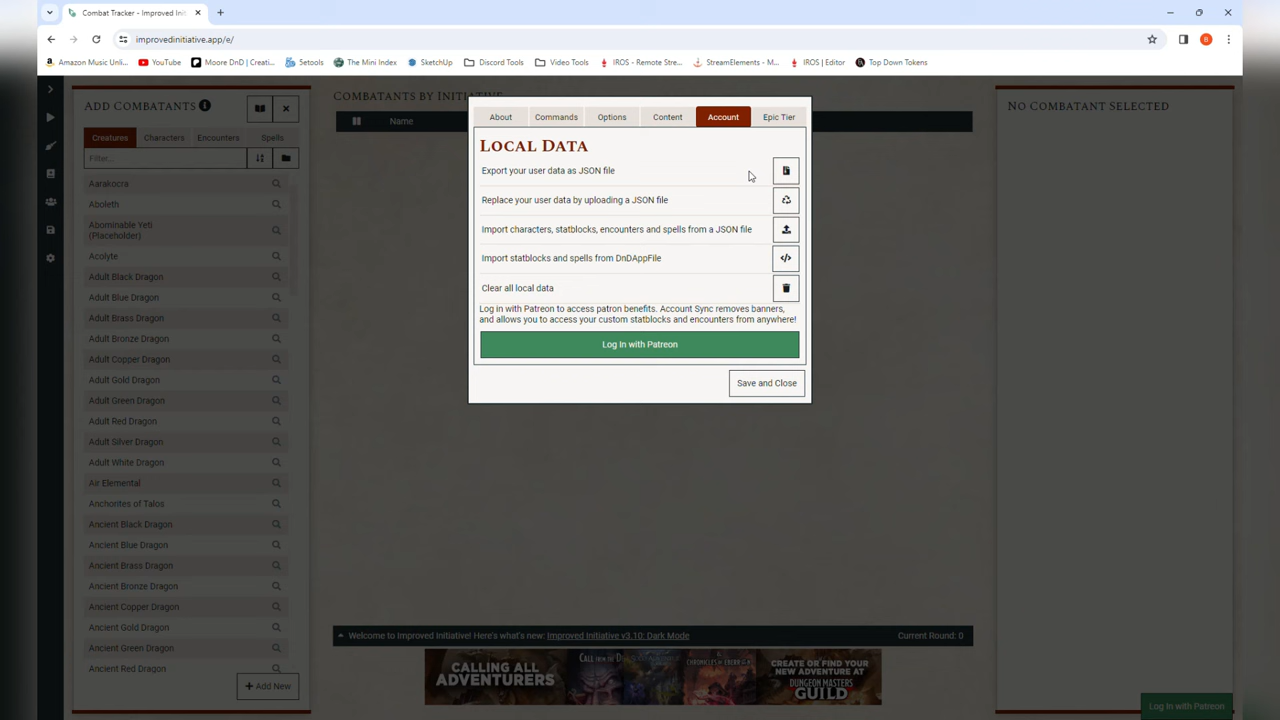 Combat Tracker - Improved Init
improvedinitiative.app/e/
B
Amazon Music Unli...
YouTube
Moore DnD | Creati...
5etools
The Mini Index
SketchUp
Discord Tools
Video Tools
IROS - Remote Stre...
StreamElements - M...
IROS | Editor
Top Down Tokens
ADD COMBATANTS
COMBATANTS BY INITIATIVE
NO COMBATANT SELECTED
Creatures
Characters
Encounters
Spells
Filter...
Name
Aarakocra
Aboleth
Abominable Yeti
(Placeholder)
Acolyte
Adult Black Dragon
Adult Blue Dragon
Adult Brass Dragon
Adult Bronze Dragon
Adult Copper Dragon
Adult Gold Dragon
Adult Green Dragon
Adult Red Dragon
Adult Silver Dragon
Adult White Dragon
Air Elemental
Anchorites of Talos
Ancient Black Dragon
Ancient Blue Dragon
Ancient Brass Dragon
Ancient Bronze Dragon
Ancient Copper Dragon
Ancient Gold Dragon
Ancient Green Dragon
Ancient Red Dragon
+ Add New
About
Commands
Options
Content
Account
Epic Tier
LOCAL DATA
Export your user data as JSON file
Replace your user data by uploading a JSON file
Import characters, statblocks, encounters and spells from a JSON file
Import statblocks and spells from DnDAppFile
Clear all local data
Log in with Patreon to access patron benefits. Account Sync removes banners,
and allows you to access your custom statblocks and encounters from anywhere!
Log In with Patreon
Save and Close
Welcome to Improved Initiative! Here's what's new: Improved Initiative v3.10: Dark Mode
Current Round: 0
CALLING ALL
ADVENTURERS
CREATE OR FIND YOUR
NEW ADVENTURE AT
DUNGEON MASTERS
GUILD
Log In with Patreon